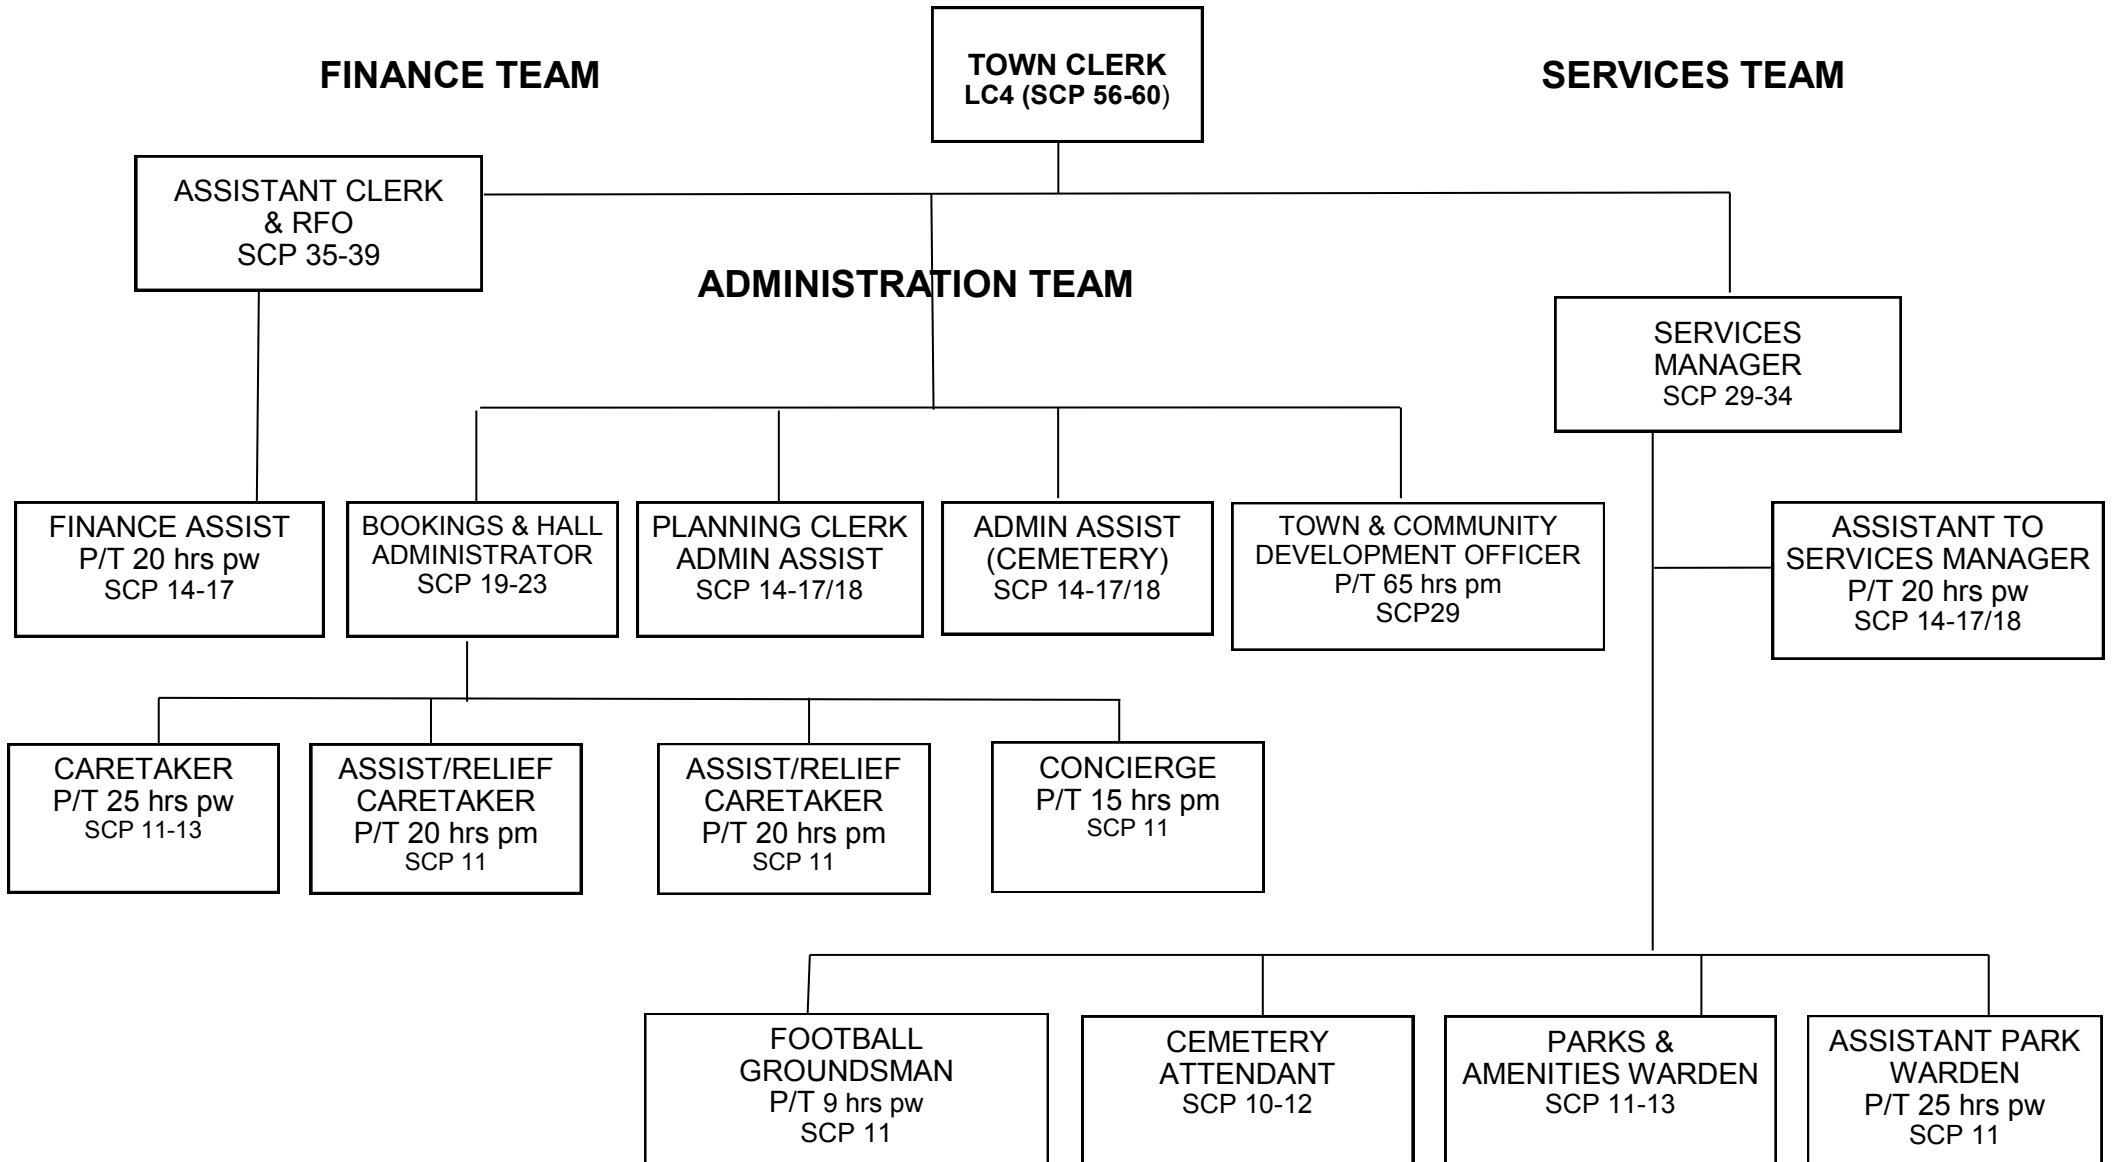 FINANCE TEAM
TOWN CLERK
LC4 (SCP 56-60)
SERVICES TEAM
ASSISTANT CLERK
& RFO
SCP 35-39
ADMINISTRATION TEAM
SERVICES
MANAGER
SCP 29-34
FINANCE ASSIST
P/T 20 hrs pw
SCP 14-17
BOOKINGS & HALL
ADMINISTRATOR
SCP 19-23
PLANNING CLERK
ADMIN ASSIST
SCP 14-17/18
ADMIN ASSIST
(CEMETERY)
SCP 14-17/18
TOWN & COMMUNITY
DEVELOPMENT OFFICER
P/T 65 hrs pm
SCP29
ASSISTANT TO
SERVICES MANAGER
P/T 20 hrs pw
SCP 14-17/18
CARETAKER
P/T 25 hrs pw
SCP 11-13
ASSIST/RELIEF
CARETAKER
P/T 20 hrs pm
SCP 11
ASSIST/RELIEF
CARETAKER
P/T 20 hrs pm
SCP 11
CONCIERGE
P/T 15 hrs pm
SCP 11
FOOTBALL
GROUNDSMAN
P/T 9 hrs pw
SCP 11
CEMETERY
ATTENDANT
SCP 10-12
PARKS &
AMENITIES WARDEN
SCP 11-13
ASSISTANT PARK
WARDEN
P/T 25 hrs pw
SCP 11